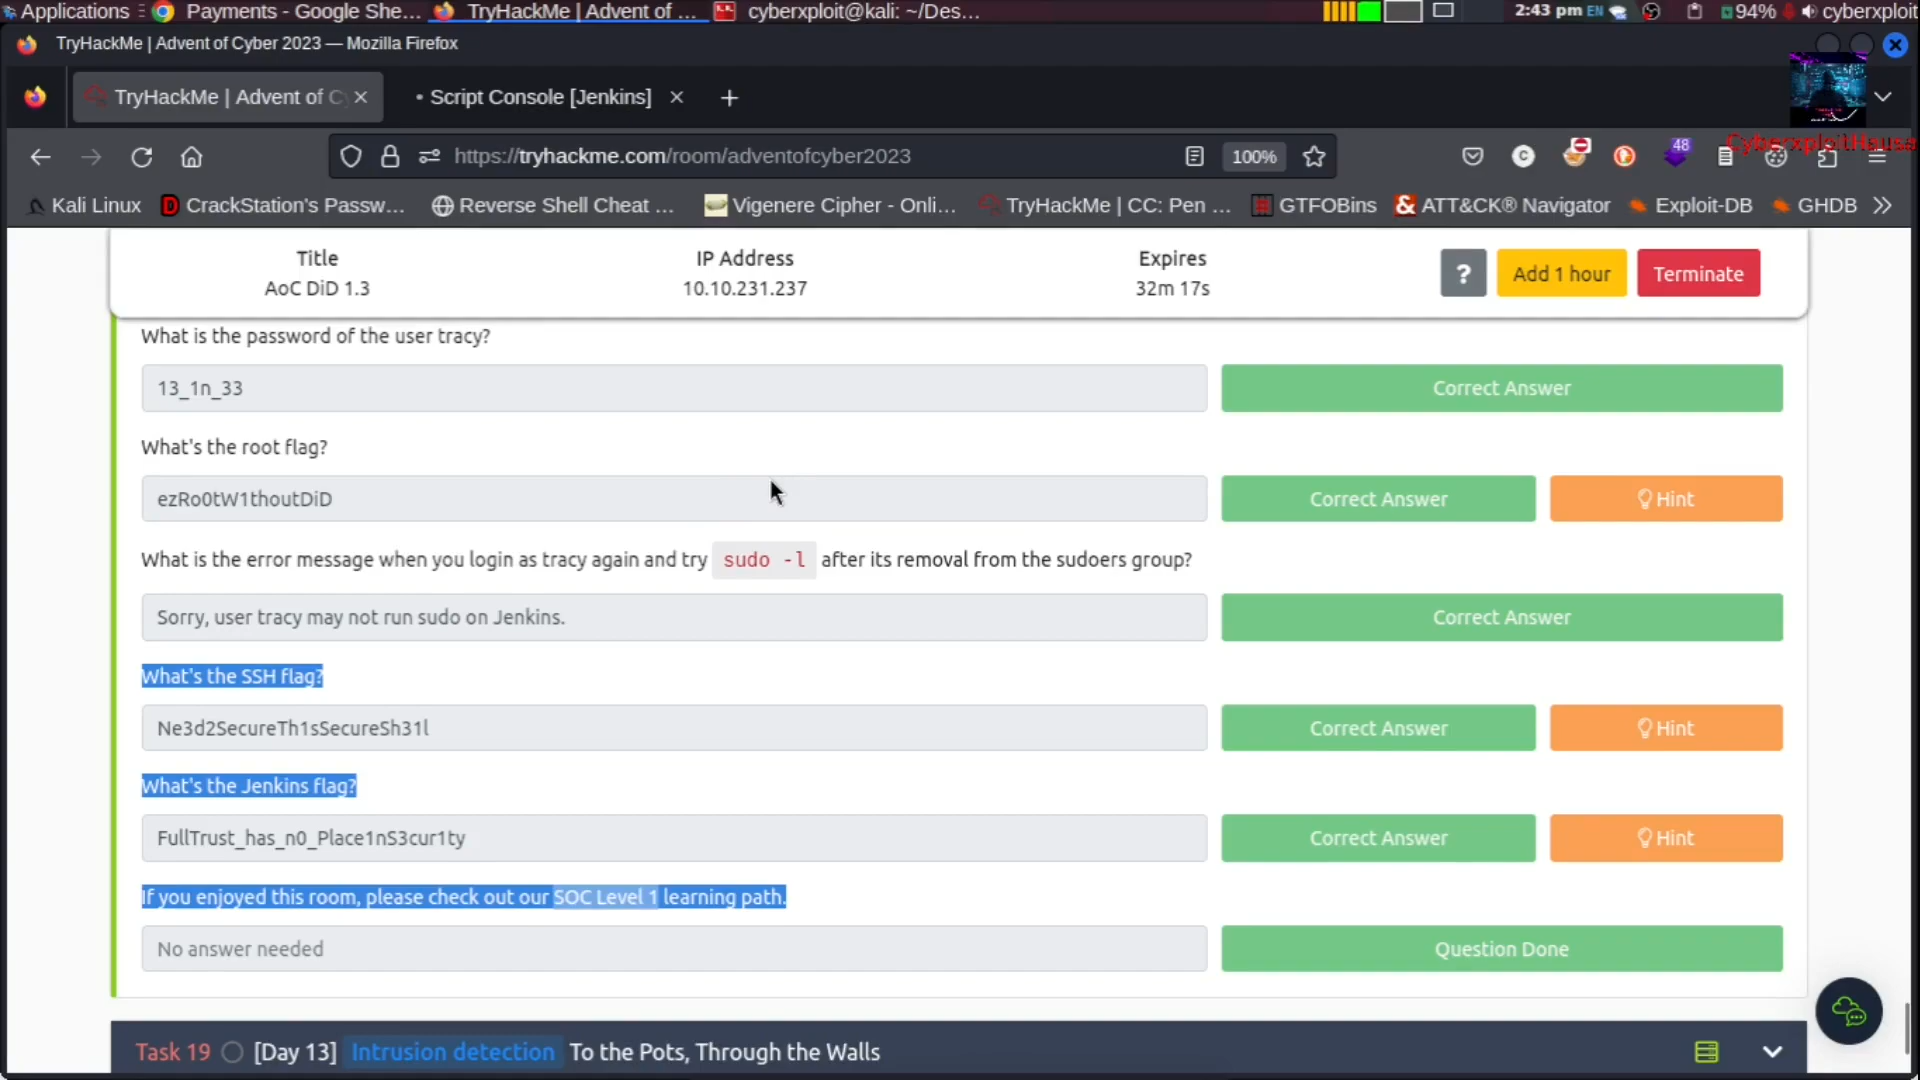 Applications
Payments - Google She...
TryHackMe | Advent of ...
cyberxploit@kali: ~/Des...
2:43 pm EN
94%
cyberxploit
TryHackMe | Advent of Cyber 2023 — Mozilla Firefox
TryHackMe | Advent of C
Script Console [Jenkins]
https://tryhackme.com/room/adventofcyber2023
100%
48
CyberxploitHausa
Kali Linux
CrackStation's Passw...
Reverse Shell Cheat ...
Vigenere Cipher - Onli...
TryHackMe | CC: Pen ...
GTFOBins
ATT&CK® Navigator
Exploit-DB
GHDB
Title
IP Address
Expires
AoC DiD 1.3
10.10.231.237
32m 17s
?
Add 1 hour
Terminate
What is the password of the user tracy?
13_1n_33
Correct Answer
What's the root flag?
ezRo0tW1thoutDiD
Correct Answer
Hint
What is the error message when you login as tracy again and try sudo -l after its removal from the sudoers group?
Sorry, user tracy may not run sudo on Jenkins.
Correct Answer
What's the SSH flag?
Ne3d2SecureTh1sSecureSh31l
Correct Answer
Hint
What's the Jenkins flag?
FullTrust_has_n0_Place1nS3cur1ty
Correct Answer
Hint
If you enjoyed this room, please check out our SOC Level 1 learning path.
No answer needed
Question Done
Task 19 [Day 13] Intrusion detection To the Pots, Through the Walls